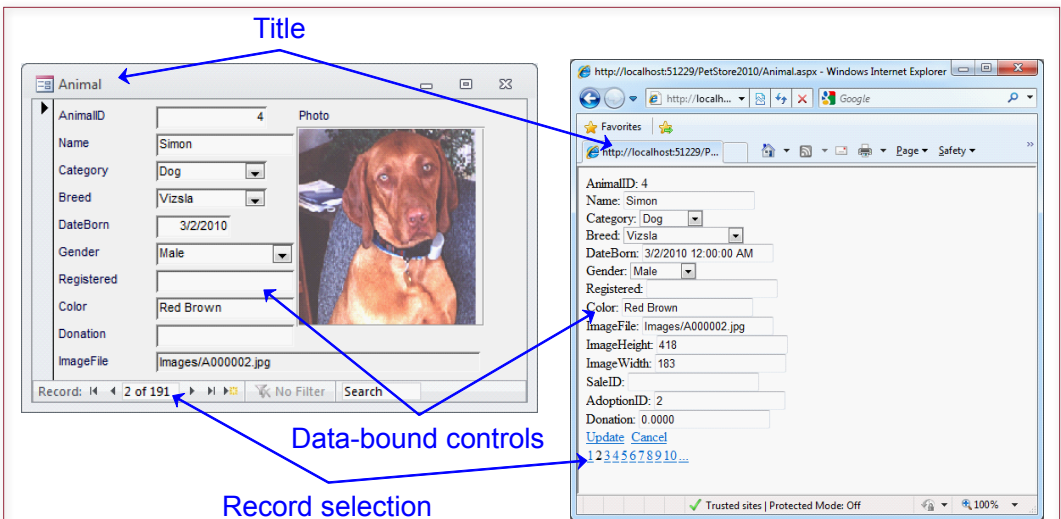 Title
Animal
AnimalID 4 Photo
Name Simon
Category Dog
Breed Vizsla
DateBorn 3/2/2010
Gender Male
Registered
Color Red Brown
Donation
ImageFile Images/A000002.jpg
Record: 2 of 191 No Filter Search
http://localhost:51229/PetStore2010/Animal.aspx - Windows Internet Explorer
http://localh... Google
Favorites
http://localhost:51229/P... Page Safety »
AnimalID: 4
Name: Simon
Category: Dog
Breed: Vizsla
DateBorn: 3/2/2010 12:00:00 AM
Gender: Male
Registered:
Color: Red Brown
ImageFile: Images/A000002.jpg
ImageHeight: 418
ImageWidth: 183
SaleID:
AdoptionID: 2
Donation: 0.0000
Update Cancel
1 2 3 4 5 6 7 8 9 10 ...
Trusted sites | Protected Mode: Off 100%
Data-bound controls
Record selection